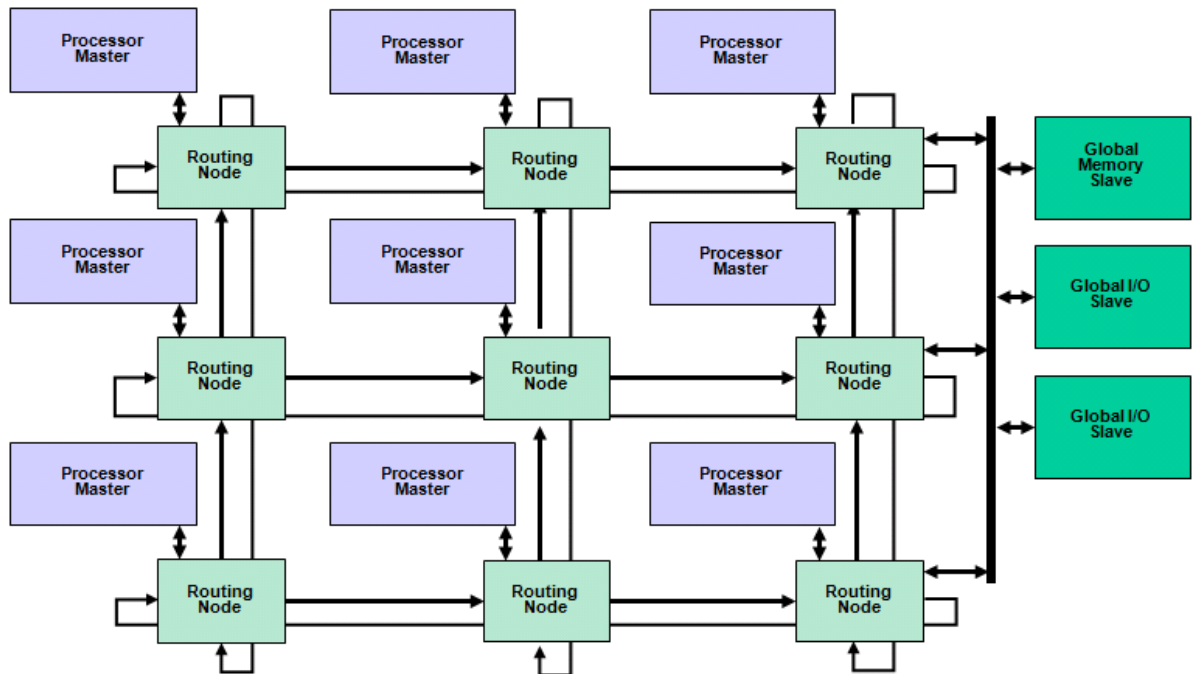 Processor
Master
Processor
Master
Processor
Master
Routing
Node
Routing
Node
Routing
Node
Global
Memory
Slave
Processor
Master
Processor
Master
Processor
Master
Global I/O
Slave
Routing
Node
Routing
Node
Routing
Node
Global I/O
Slave
Processor
Master
Processor
Master
Processor
Master
Routing
Node
Routing
Node
Routing
Node